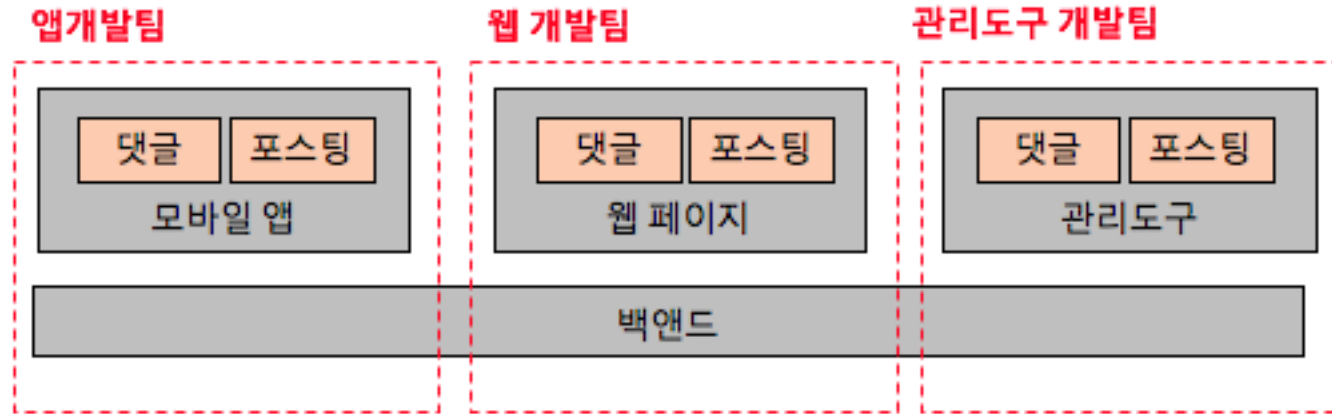 앱개발팀 웹 개발팀 관리도구 개발팀
댓글 포스팅 댓글 포스팅 댓글 포스팅
모바일 앱 웹 페이지 관리도구
백앤드